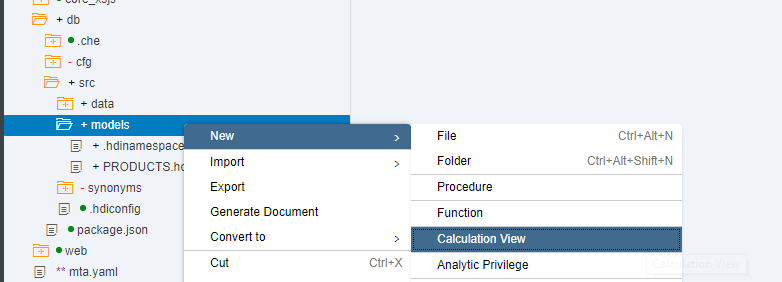 core_xsjs
+ db
.che
- cfg
+ src
+ data
+ models
+ .hdinamespace
+ PRODUCTS.hd
- synonyms
.hdiconfig
package.json
web
** mta.yaml
New >
Import >
Export
Generate Document
Convert to >
Cut Ctrl+X
File Ctrl+Alt+N
Folder Ctrl+Alt+Shift+N
Procedure
Function
Calculation View
Analytic Privilege
Calculation View